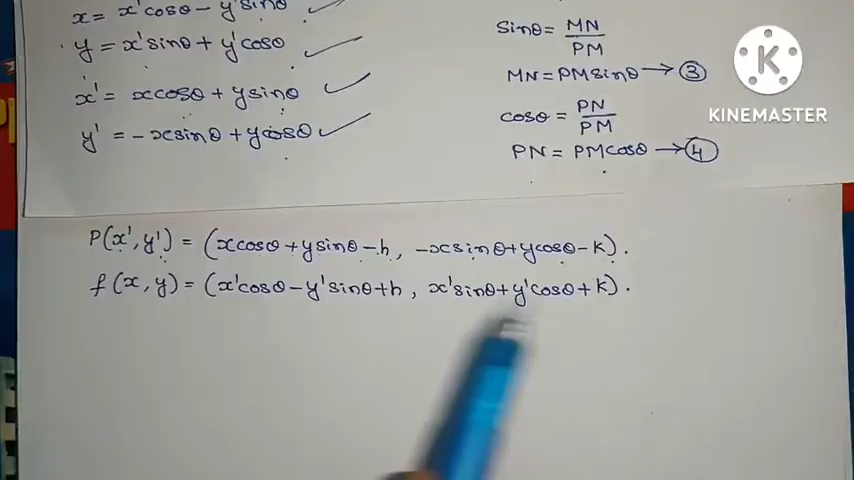 x = x'cosθ - y'sinθ
y = x'sinθ + y'cosθ
x' = xcosθ + ysinθ
y' = -xsinθ + ycosθ
sinθ = MN/PM
MN = PMsinθ → ③
cosθ = PN/PM
PN = PMcosθ → ④
K
KINEMASTER
P(x', y') = (xcosθ + ysinθ - h, -xsinθ + ycosθ - k).
f(x, y) = (x'cosθ - y'sinθ + h, x'sinθ + y'cosθ + k).